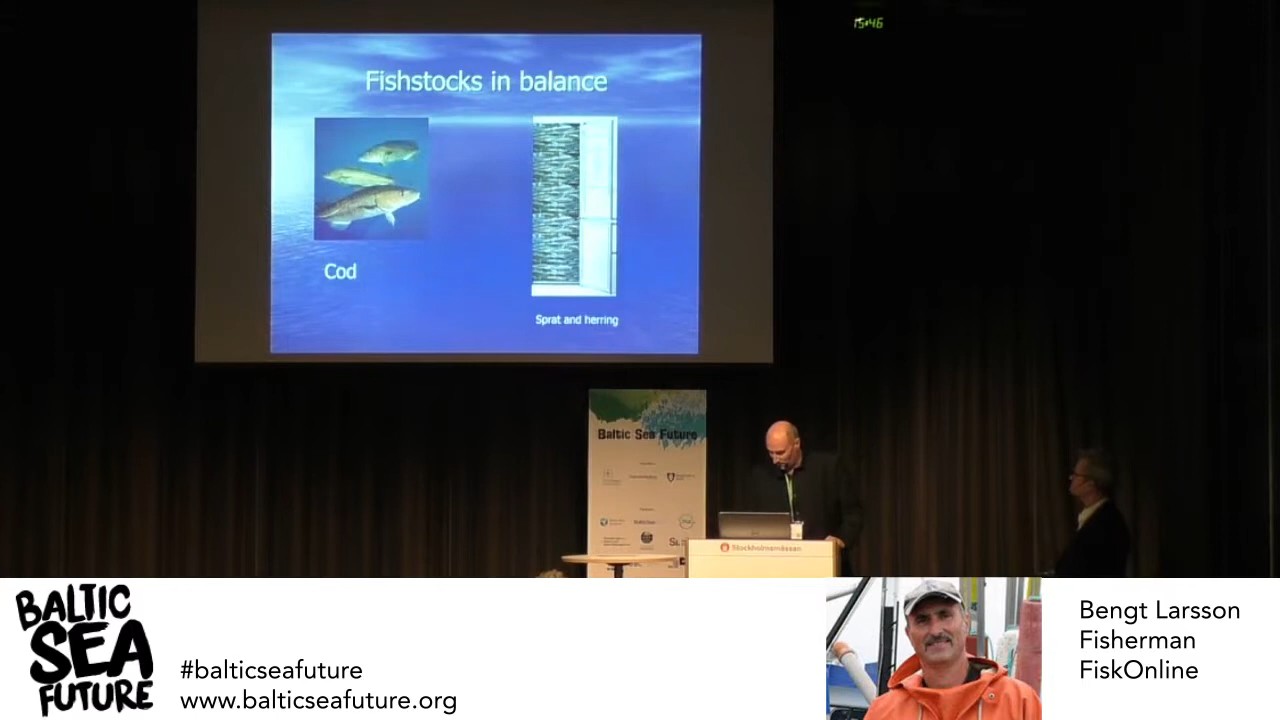 15:46
Fishstocks in balance
Cod
Sprat and herring
Baltic Sea Future
Stockholmsmässan
BALTIC
SEA
FUTURE
#balticseafuture
www.balticseafuture.org
Bengt Larsson
Fisherman
FiskOnline